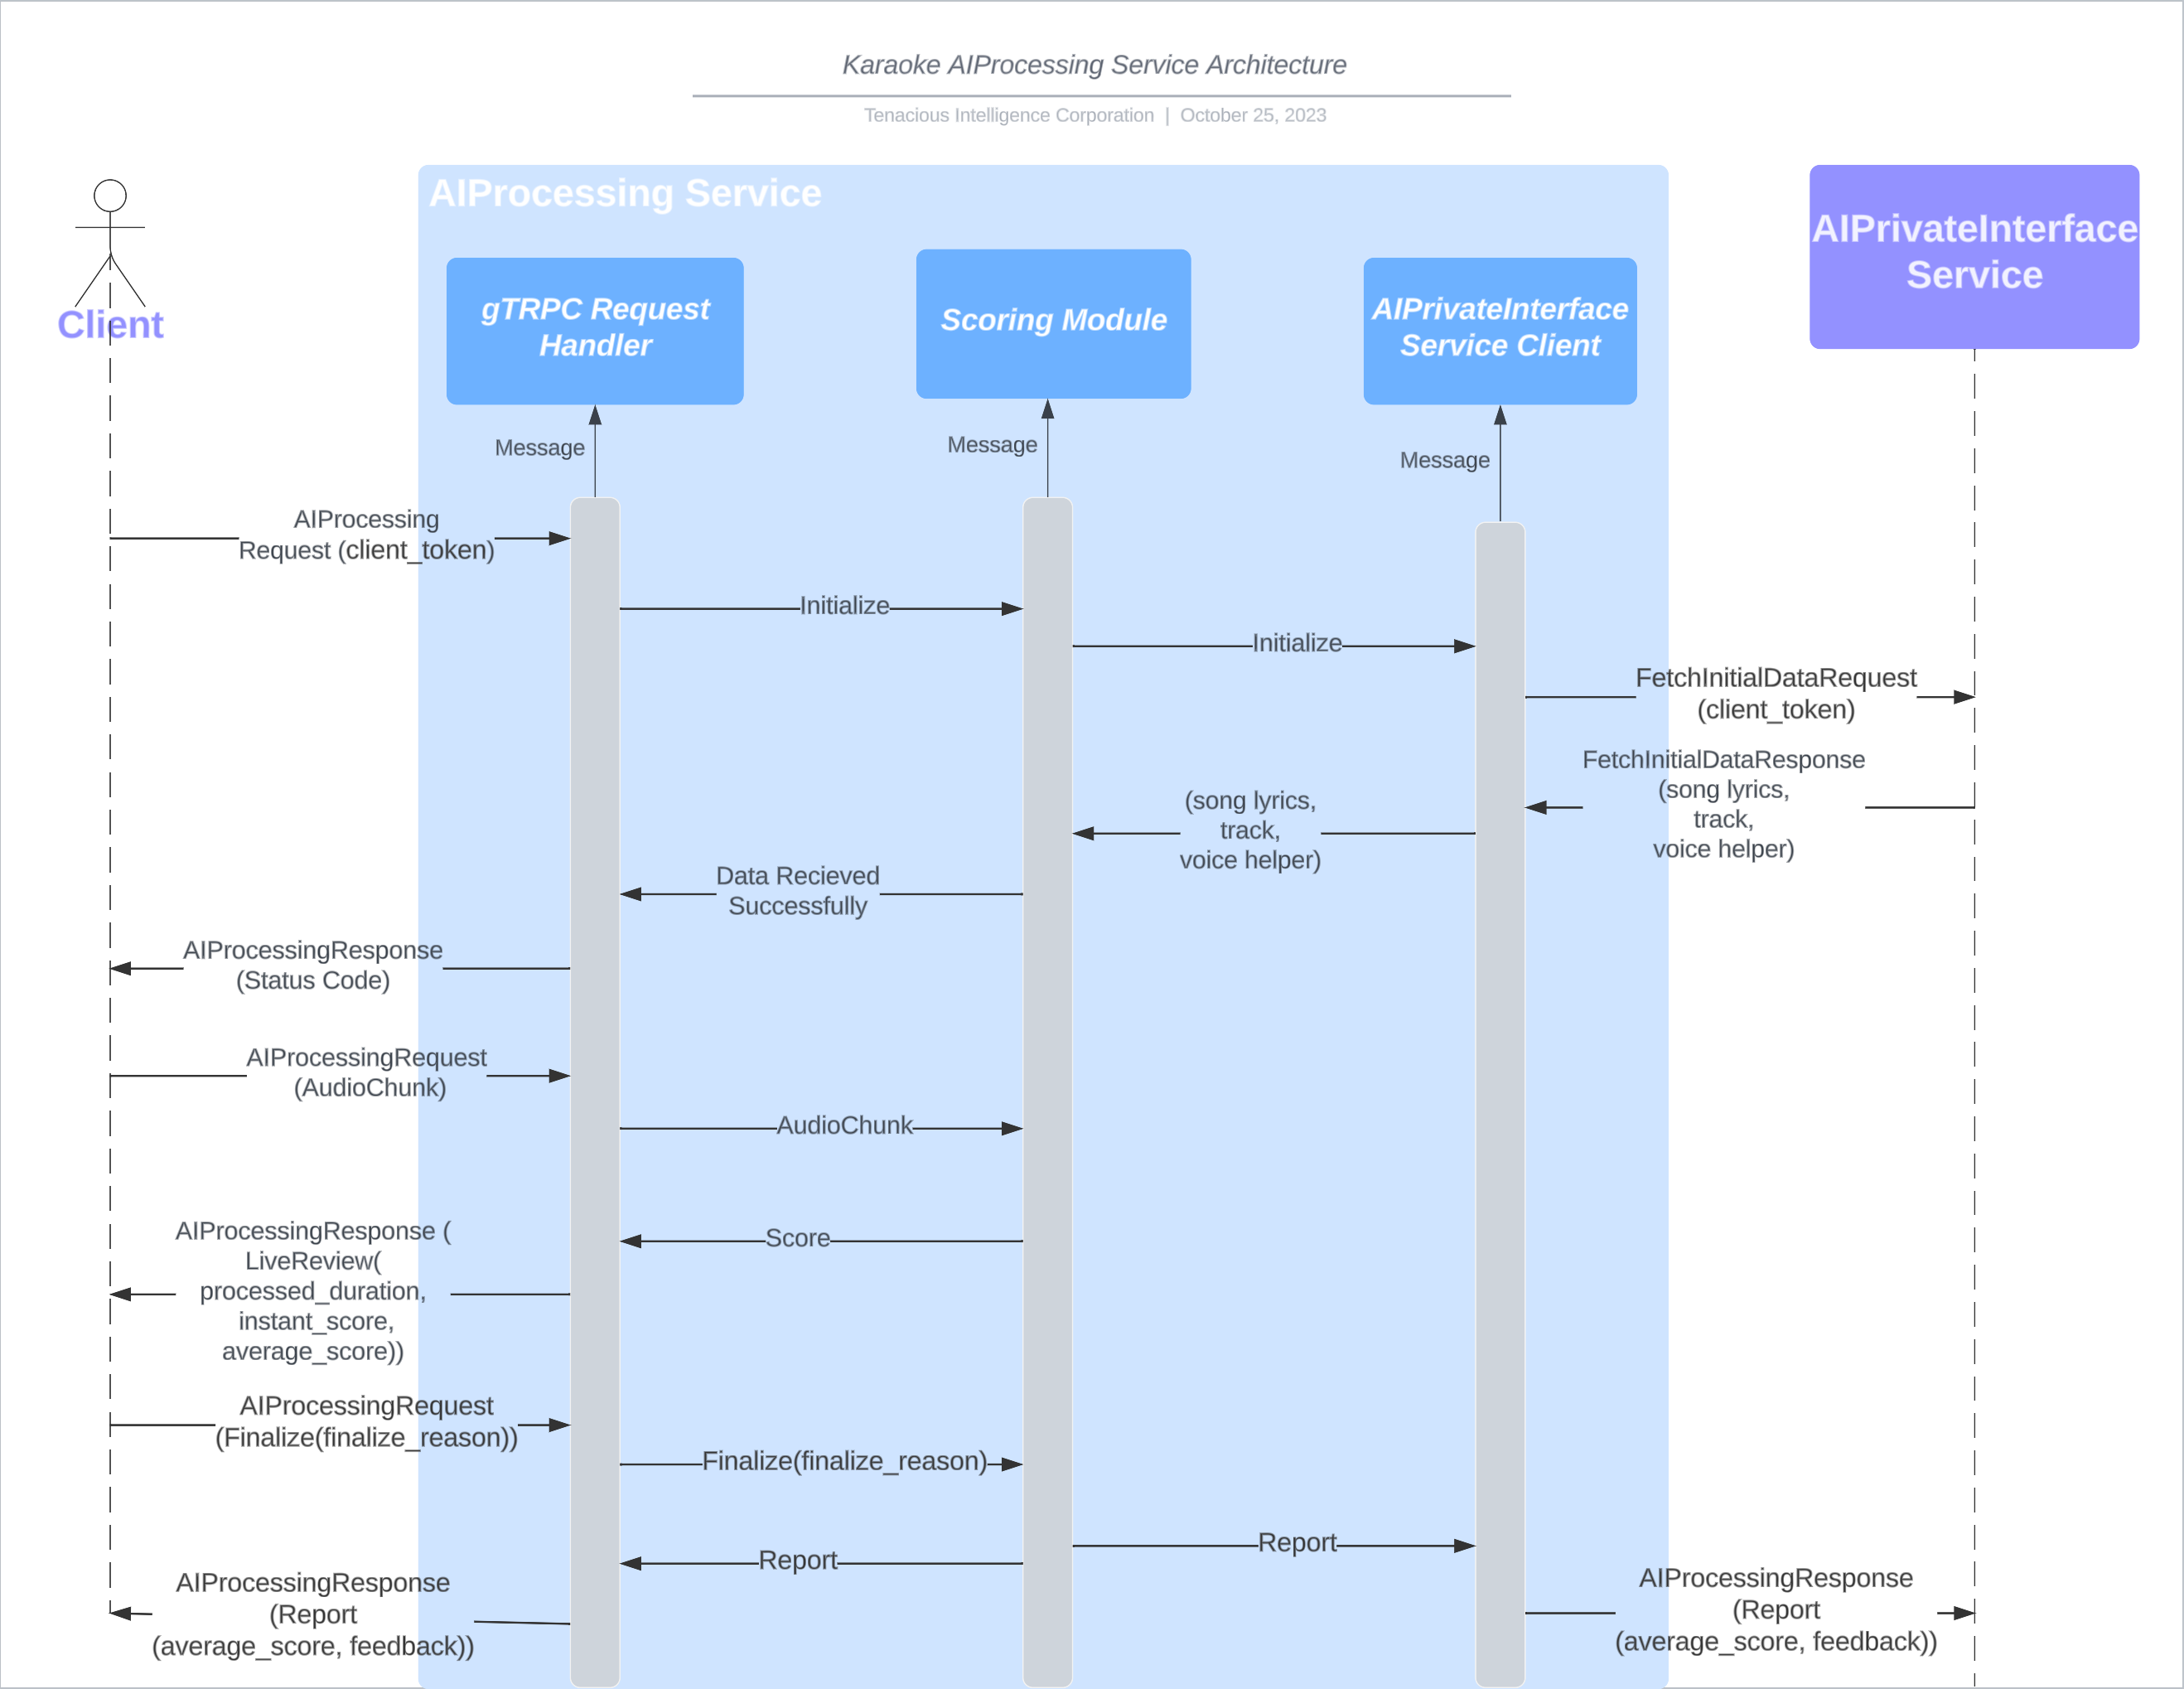 Karaoke AIProcessing Service Architecture
Tenacious Intelligence Corporation | October 25, 2023
AIProcessing Service
AIPrivateInterface
Service
Client
gTRPC Request
Handler
Scoring Module
AIPrivateInterface
Service Client
Message
Message
Message
AIProcessing
Request (client_token)
Initialize
Initialize
FetchInitialDataRequest
(client_token)
FetchInitialDataResponse
(song lyrics,
track,
voice helper)
(song lyrics,
track,
voice helper)
Data Recieved
Successfully
AIProcessingResponse
(Status Code)
AIProcessingRequest
(AudioChunk)
AudioChunk
Score
AIProcessingResponse (
LiveReview(
processed_duration,
instant_score,
average_score))
AIProcessingRequest
(Finalize(finalize_reason))
Finalize(finalize_reason)
Report
Report
AIProcessingResponse
(Report
(average_score, feedback))
AIProcessingResponse
(Report
(average_score, feedback))